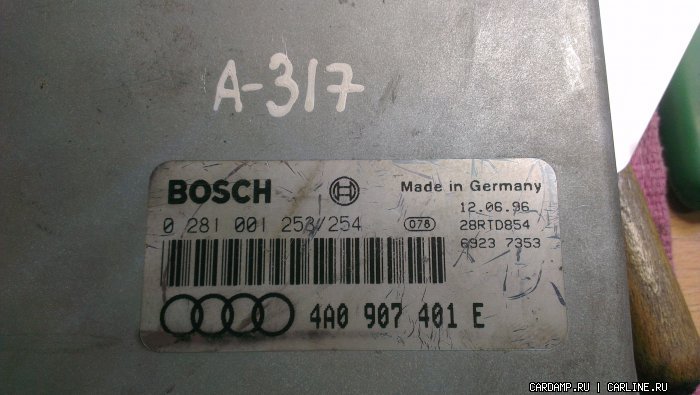 A-317
BOSCH
Made in Germany
12.06.96
0 281 001 253/254
078
28RTD854
6923 7353
4A0 907 401 E
CARDAMP.RU | CARLINE.RU